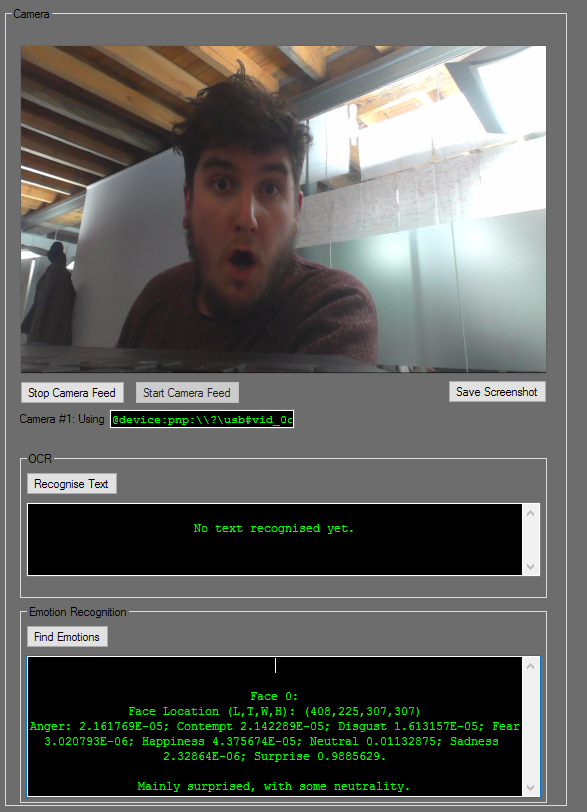 Camera
Stop Camera Feed
Start Camera Feed
Save Screenshot
Camera #1: Using
@device:pnp:\\?\usb#vid_0c
OCR
Recognise Text
No text recognised yet.
Emotion Recognition
Find Emotions
Face 0:
Face Location (L,T,W,H): (408,225,307,307)
Anger: 2.161769E-05; Contempt 2.142289E-05; Disgust 1.613157E-05; Fear
3.020793E-06; Happiness 4.375674E-05; Neutral 0.01132875; Sadness
2.32864E-06; Surprise 0.9885629.
Mainly surprised, with some neutrality.